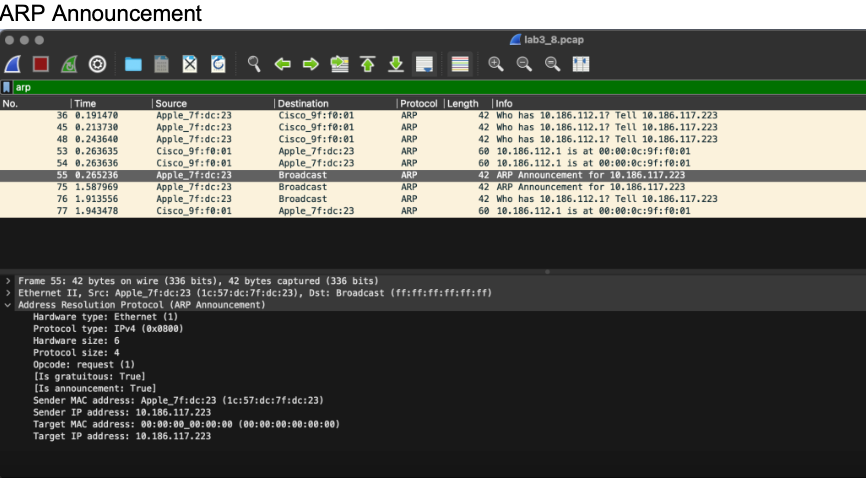 ARP Announcement
lab3_8.pcap
arp
No. Time Source Destination Protocol Length Info
36 0.191470 Apple_7f:dc:23 Cisco_9f:f0:01 ARP 42 Who has 10.186.112.1? Tell 10.186.117.223
45 0.213730 Apple_7f:dc:23 Cisco_9f:f0:01 ARP 42 Who has 10.186.112.1? Tell 10.186.117.223
48 0.243640 Apple_7f:dc:23 Cisco_9f:f0:01 ARP 42 Who has 10.186.112.1? Tell 10.186.117.223
53 0.263635 Cisco_9f:f0:01 Apple_7f:dc:23 ARP 60 10.186.112.1 is at 00:00:0c:9f:f0:01
54 0.263636 Cisco_9f:f0:01 Apple_7f:dc:23 ARP 60 10.186.112.1 is at 00:00:0c:9f:f0:01
55 0.265236 Apple_7f:dc:23 Broadcast ARP 42 ARP Announcement for 10.186.117.223
75 1.587969 Apple_7f:dc:23 Broadcast ARP 42 ARP Announcement for 10.186.117.223
76 1.913556 Apple_7f:dc:23 Broadcast ARP 42 Who has 10.186.112.1? Tell 10.186.117.223
77 1.943478 Cisco_9f:f0:01 Apple_7f:dc:23 ARP 60 10.186.112.1 is at 00:00:0c:9f:f0:01
Frame 55: 42 bytes on wire (336 bits), 42 bytes captured (336 bits)
Ethernet II, Src: Apple_7f:dc:23 (1c:57:dc:7f:dc:23), Dst: Broadcast (ff:ff:ff:ff:ff:ff)
Address Resolution Protocol (ARP Announcement)
Hardware type: Ethernet (1)
Protocol type: IPv4 (0x0800)
Hardware size: 6
Protocol size: 4
Opcode: request (1)
[Is gratuitous: True]
[Is announcement: True]
Sender MAC address: Apple_7f:dc:23 (1c:57:dc:7f:dc:23)
Sender IP address: 10.186.117.223
Target MAC address: 00:00:00_00:00:00 (00:00:00:00:00:00)
Target IP address: 10.186.117.223